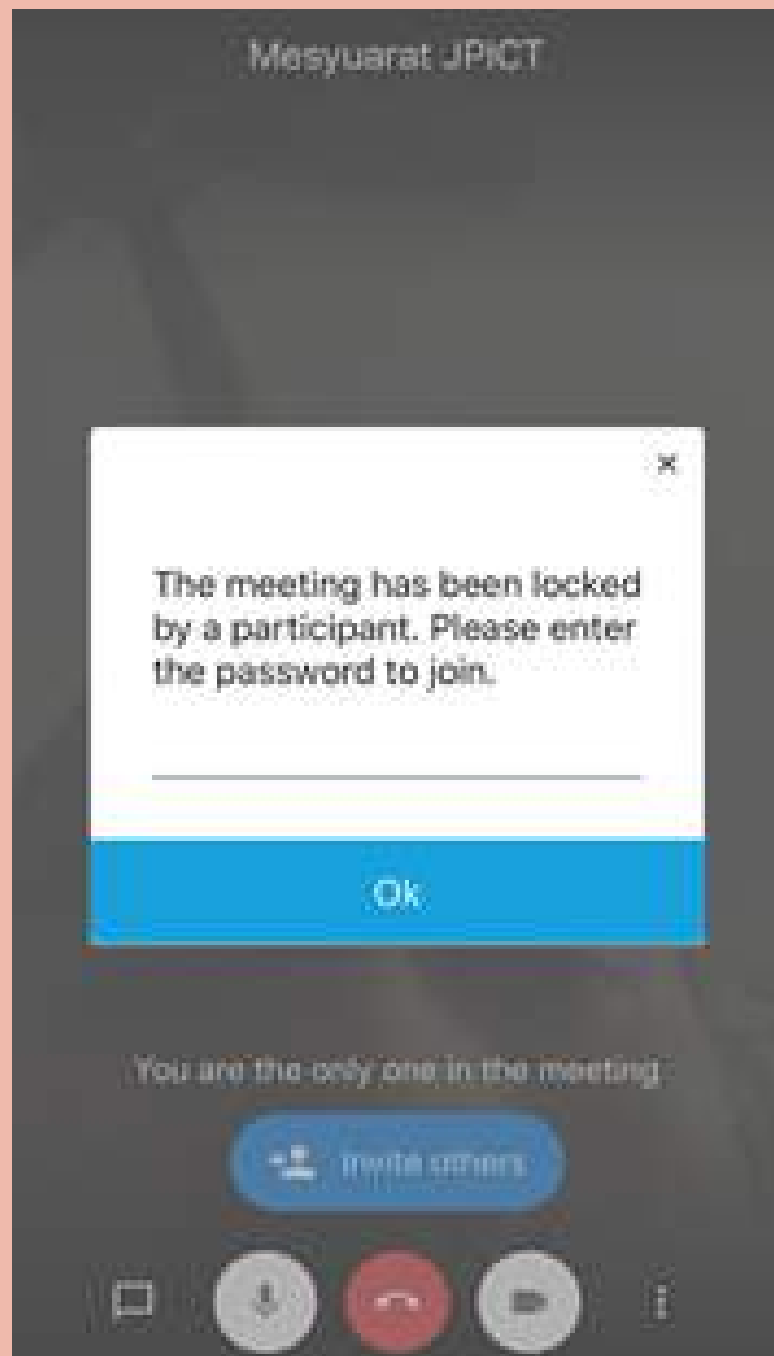 Mesyuarat JPICT
The meeting has been locked
by a participant. Please enter
the password to join.
Ok
You are the only one in the meeting
Invite others